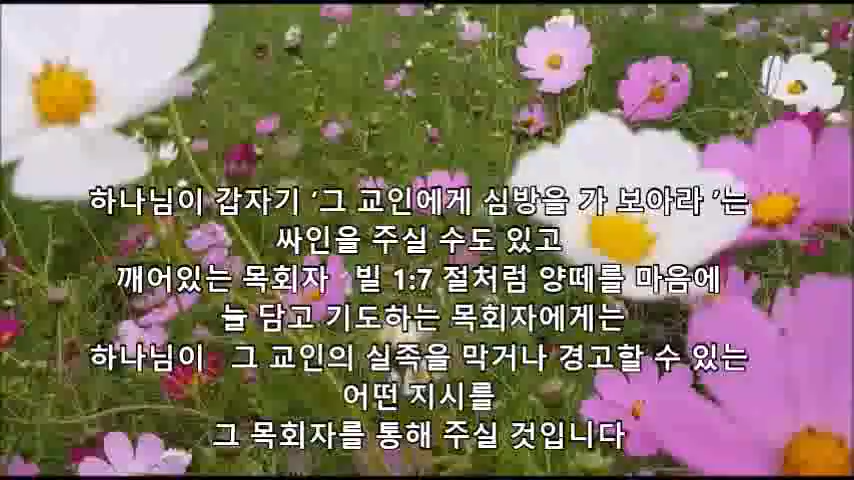 하나님이 갑자기 ‘그 교인에게 심방을 가 보아라 ’는
싸인을 주실 수도 있고
깨어있는 목회자 빌 1:7 절처럼 양떼를 마음에
늘 담고 기도하는 목회자에게는
하나님이 그 교인의 실족을 막거나 경고할 수 있는
어떤 지시를
그 목회자를 통해 주실 것입니다